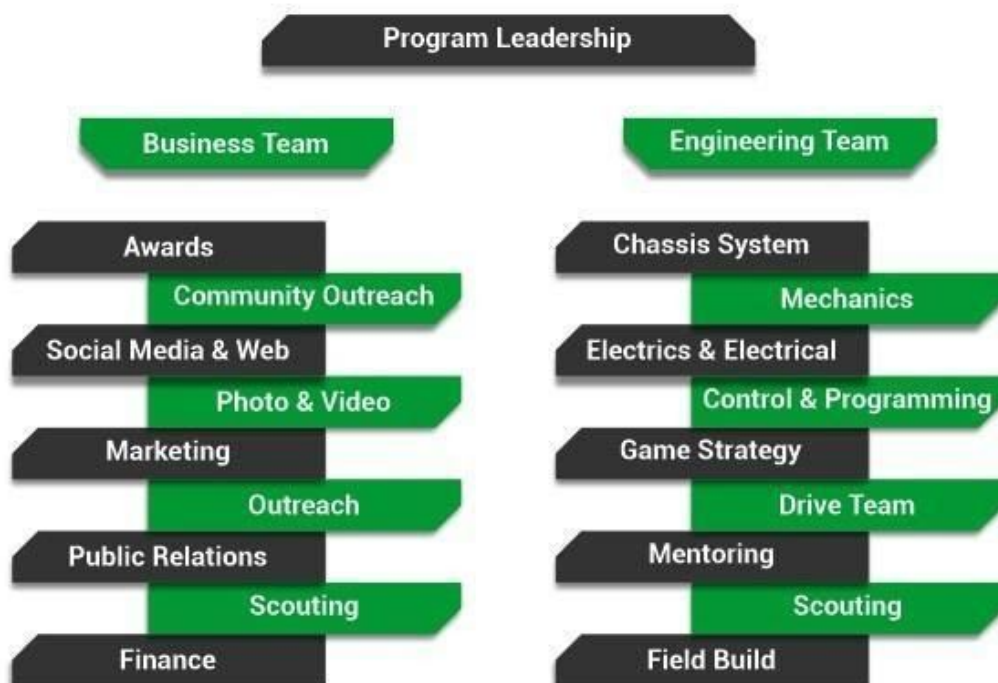 Program Leadership
Business Team
Awards
Community Outreach
Social Media & Web
Photo & Video
Marketing
Outreach
Public Relations
Scouting
Finance
Engineering Team
Chassis System
Mechanics
Electrics & Electrical
Control & Programming
Game Strategy
Drive Team
Mentoring
Scouting
Field Build